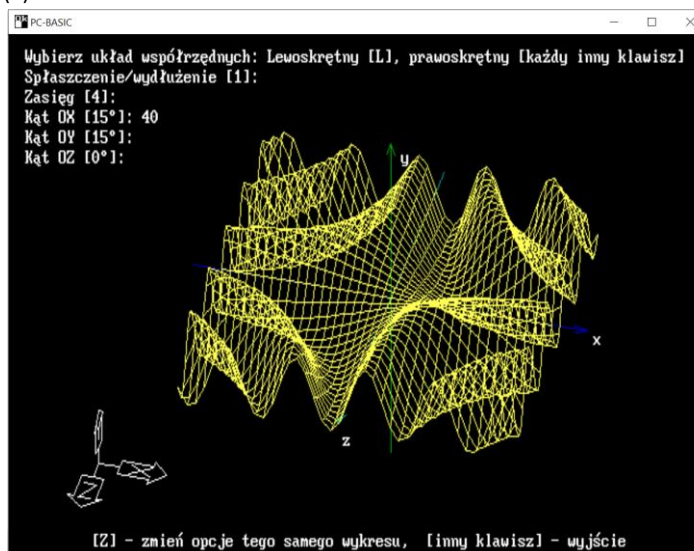 PC-BASIC
Wybierz układ współrzędnych: Lewoskrętny [L], prawoskrętny [każdy inny klawisz]
Spłaszczenie/wydłużenie [1]:
Zasięg [4]:
Kąt OX [15°]: 40
Kąt OY [15°]:
Kąt OZ [0°]:
y
x
z
Z
X
[Z] - zmień opcje tego samego wykresu, [inny klawisz] - wyjście